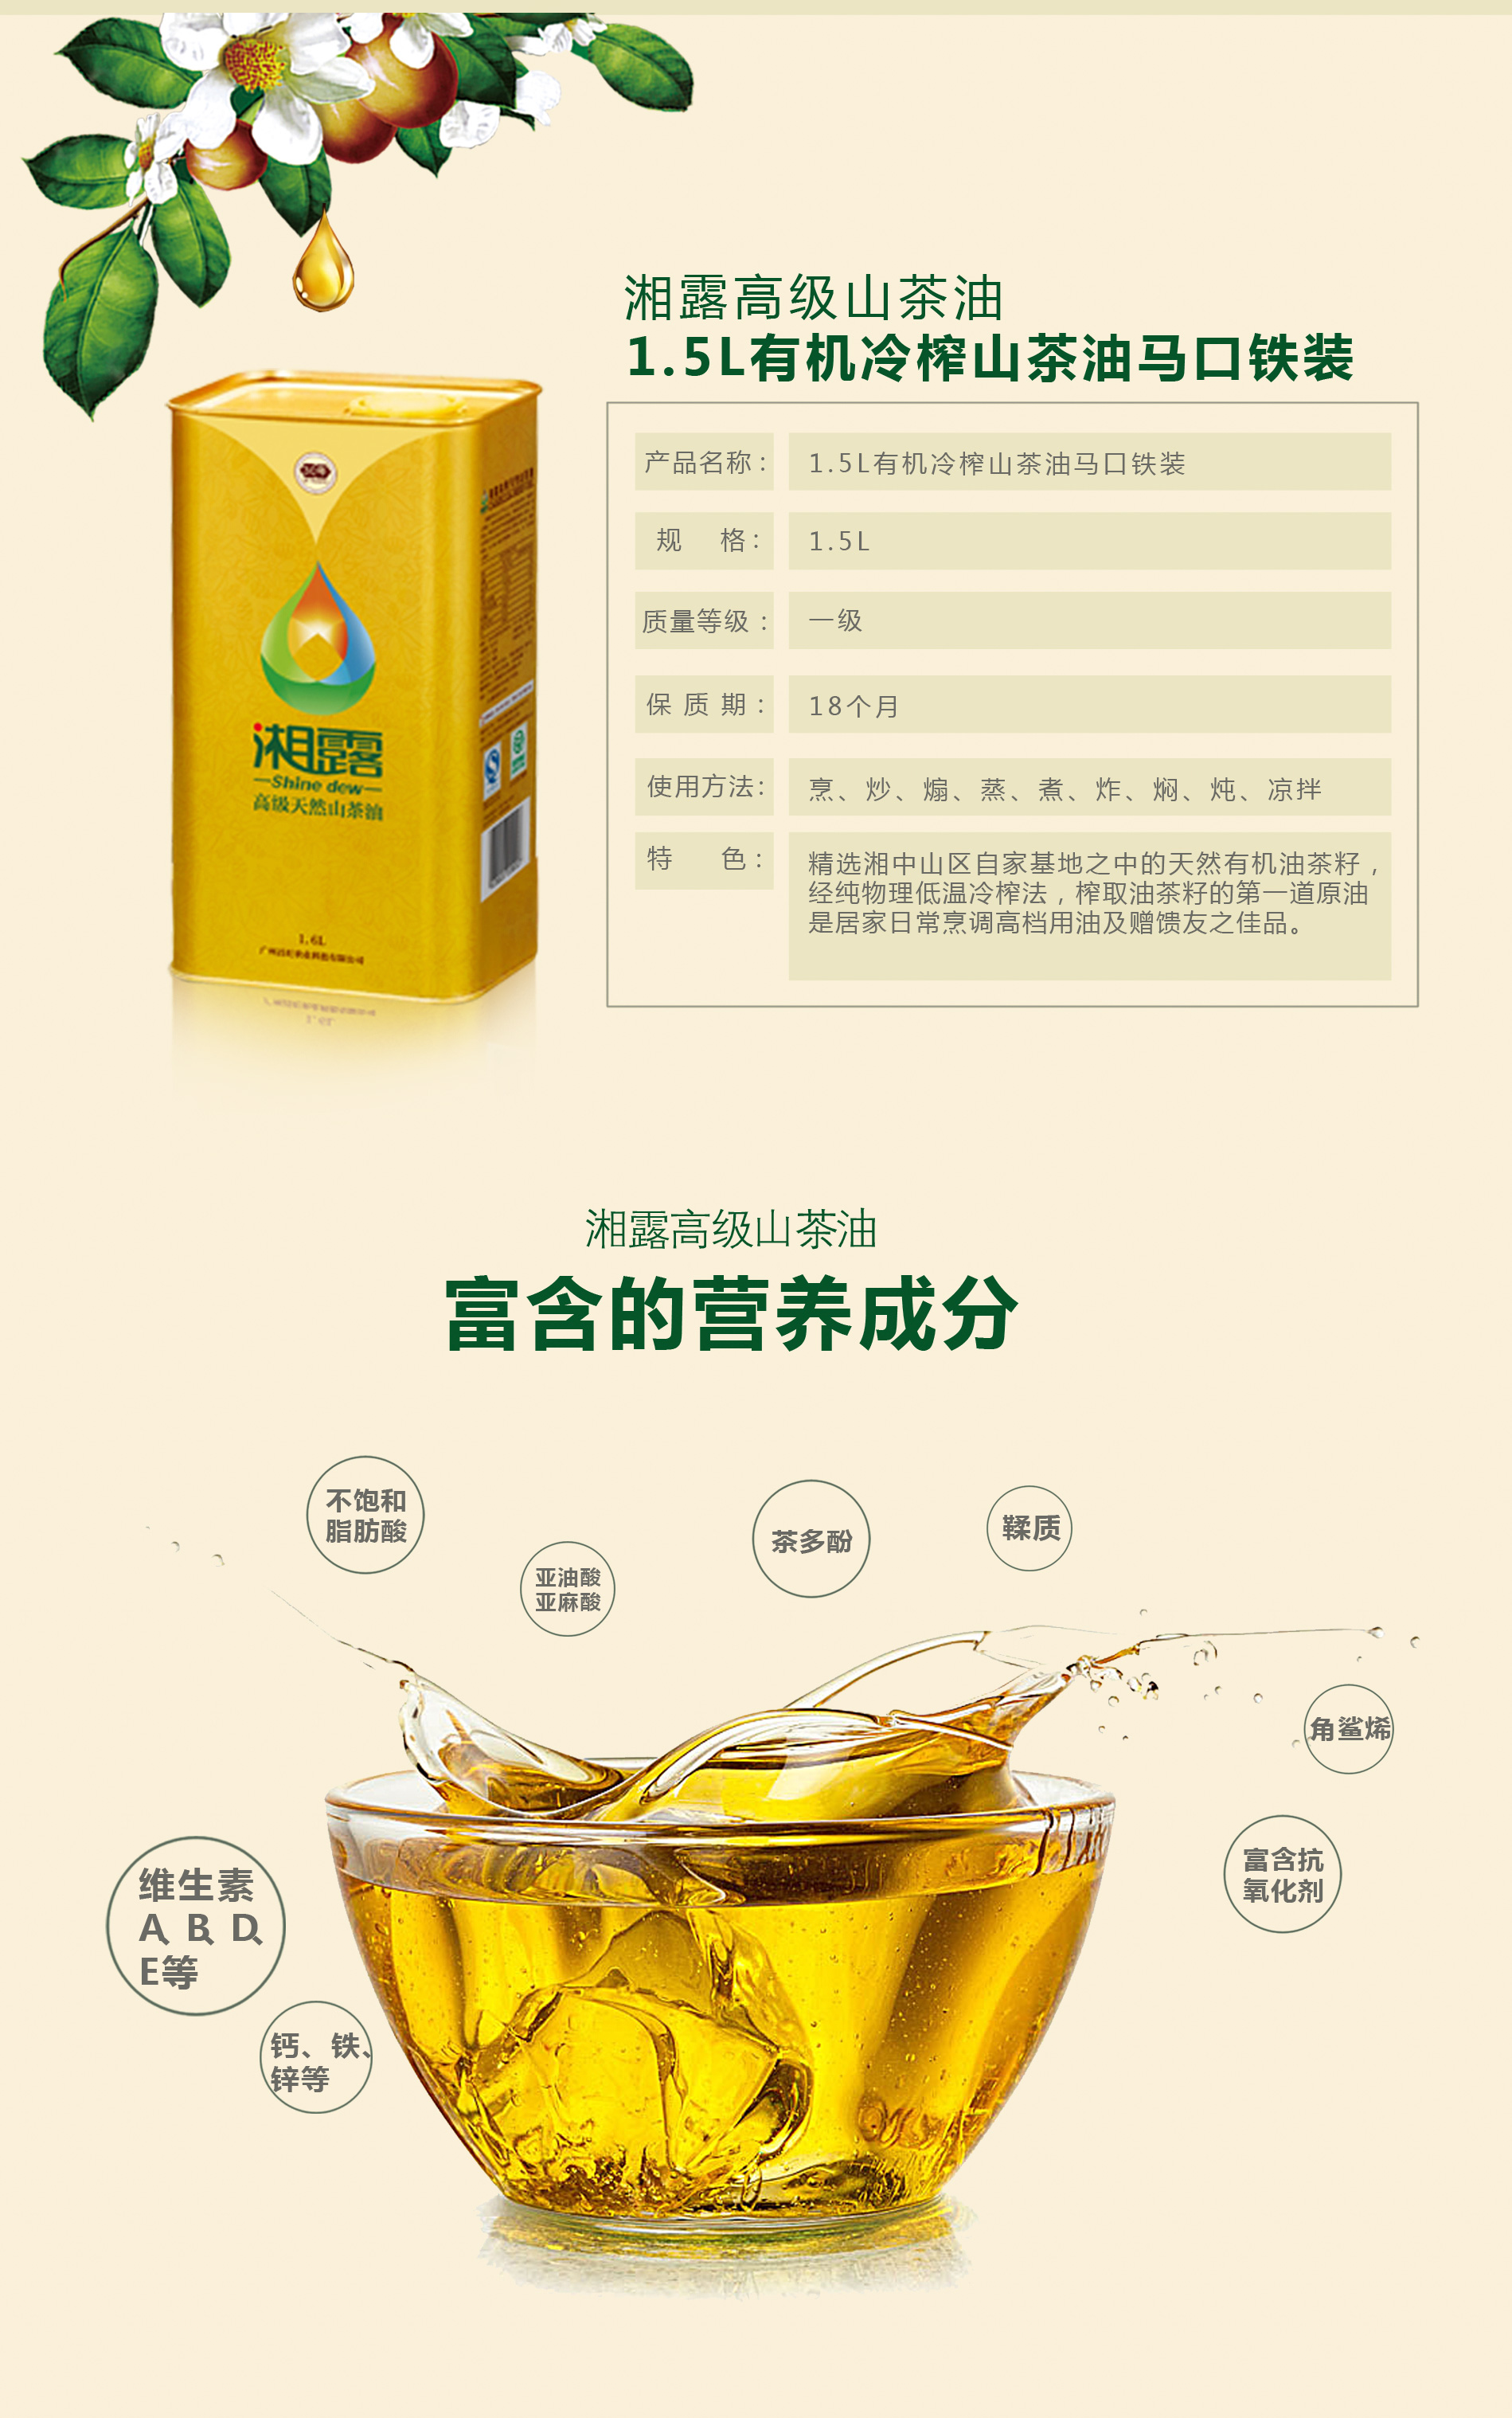 湘露高级山茶油
1.5L有机冷榨山茶油马口铁装
产品名称：
1.5L有机冷榨山茶油马口铁装
规 格：
1.5L
质量等级：
一级
保 质 期：
18个月
使用方法：
烹、炒、煸、蒸、煮、炸、焖、炖、凉拌
特 色：
精选湘中山区自家基地之中的天然有机油茶籽，
经纯物理低温冷榨法，榨取油茶籽的第一道原油
是居家日常烹调高档用油及赠馈友之佳品。
湘露
Shine dew
高级天然山茶油
1.6L
湘露高级山茶油
富含的营养成分
不饱和
脂肪酸
亚油酸
亚麻酸
茶多酚
鞣质
角鲨烯
富含抗
氧化剂
维生素
A、B、D、
E等
钙、铁、
锌等